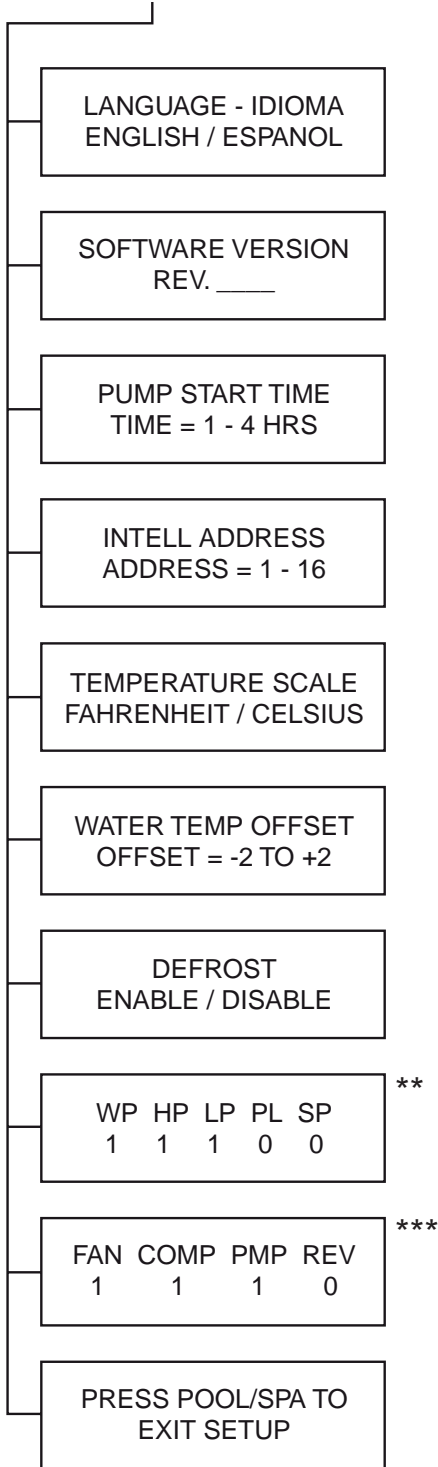 LANGUAGE - IDIOMA
ENGLISH / ESPANOL
SOFTWARE VERSION
REV. ____
PUMP START TIME
TIME = 1 - 4 HRS
INTELL ADDRESS
ADDRESS = 1 - 16
TEMPERATURE SCALE
FAHRENHEIT / CELSIUS
WATER TEMP OFFSET
OFFSET = -2 TO +2
DEFROST
ENABLE / DISABLE
**
WP HP LP PL SP
1 1 1 0 0
***
FAN COMP PMP REV
1 1 1 0
PRESS POOL/SPA TO
EXIT SETUP